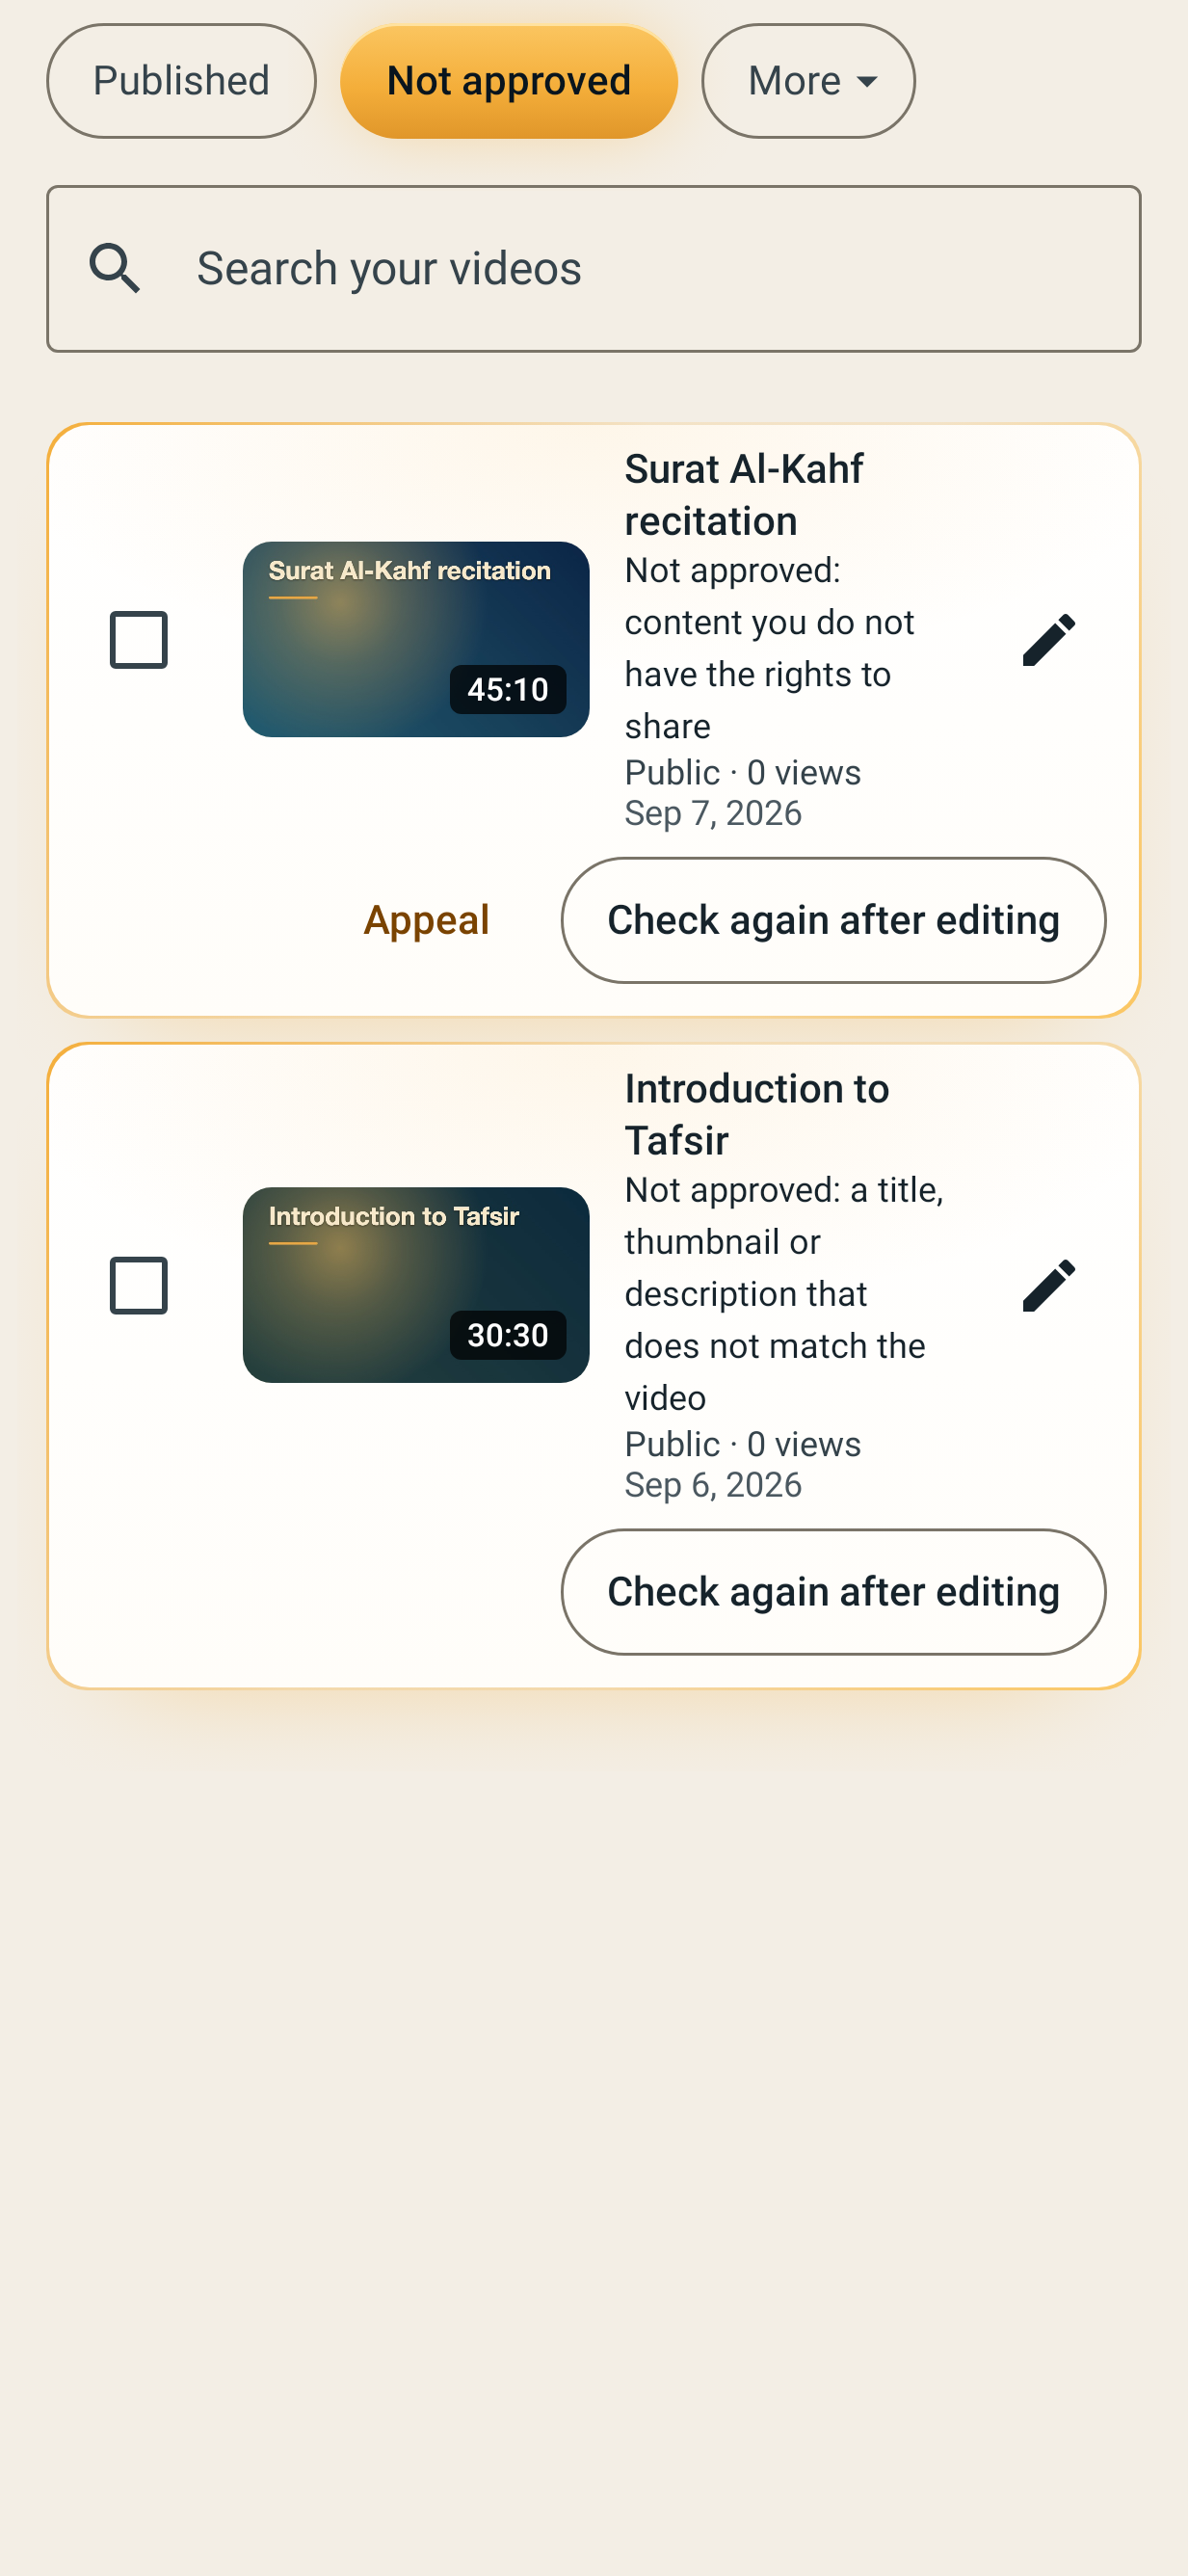 Published
Not approved
More
Search your videos
Surat Al-Kahf
recitation
Surat Al-Kahf recitation
45:10
Not approved:
content you do not
have the rights to
share
Public · 0 views
Sep 7, 2026
Appeal
Check again after editing
Introduction to
Tafsir
Introduction to Tafsir
30:30
Not approved: a title,
thumbnail or
description that
does not match the
video
Public · 0 views
Sep 6, 2026
Check again after editing